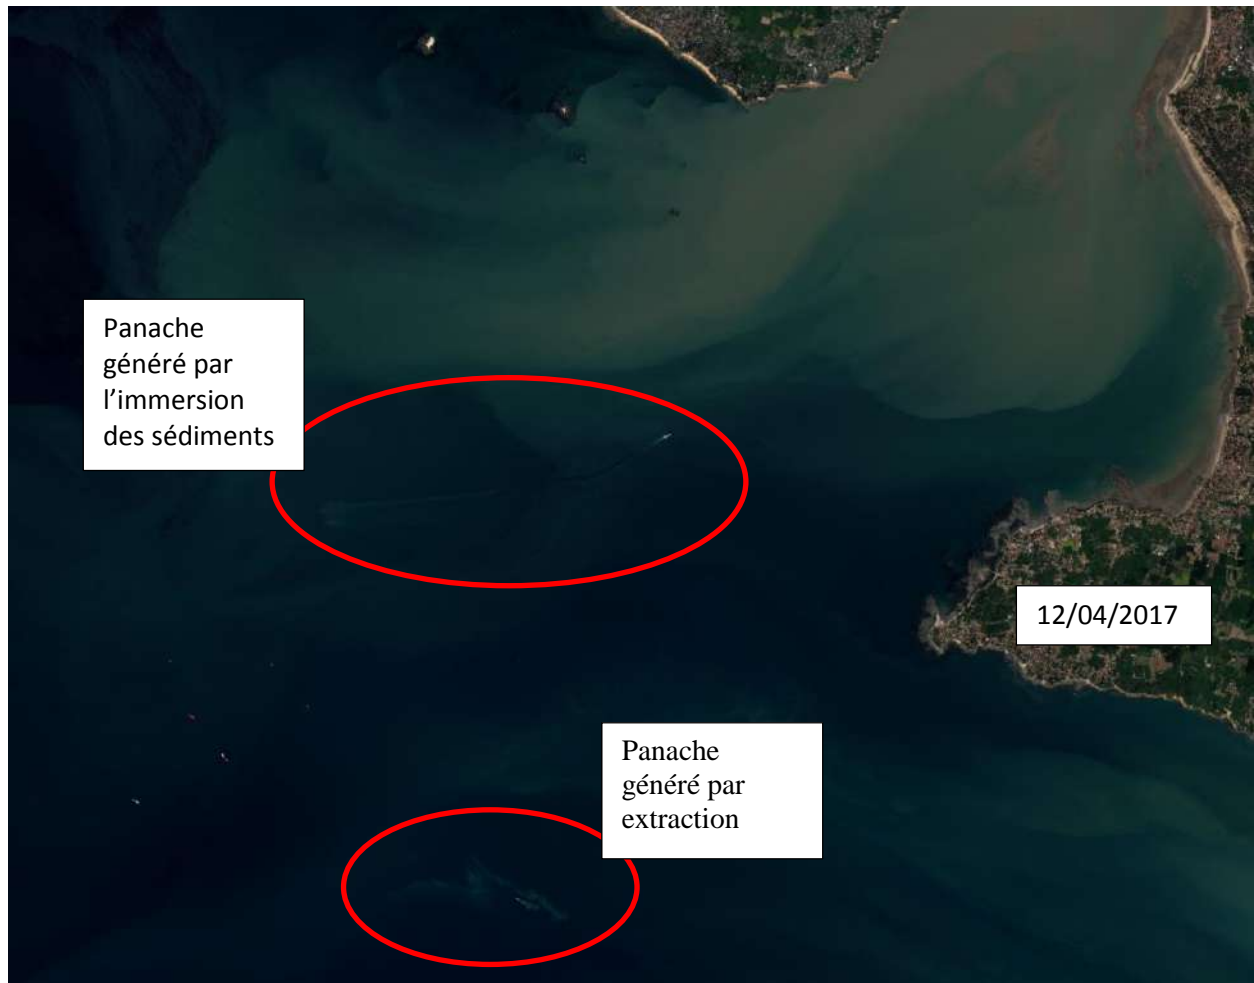 Panache
généré par
l’immersion
des sédiments
12/04/2017
Panache
généré par
extraction